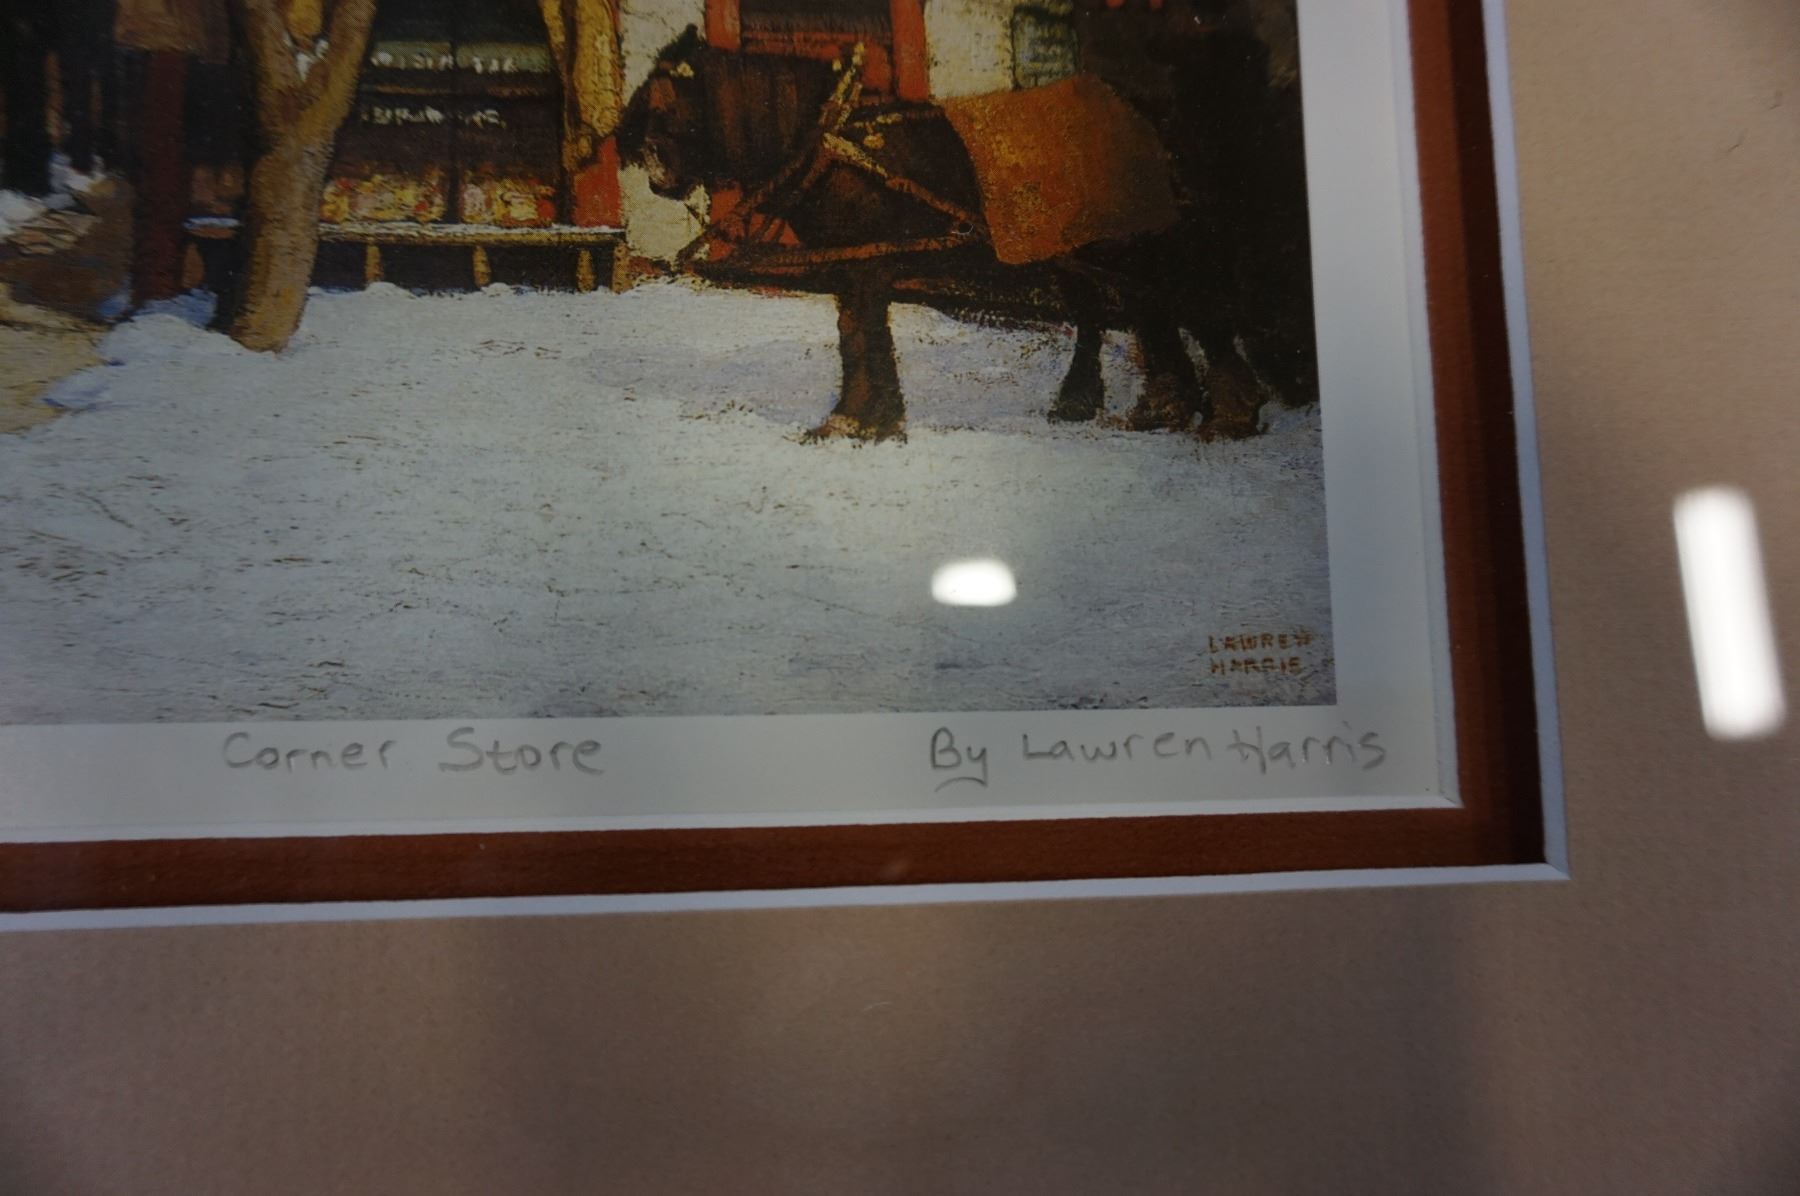 LAWREN
HARRIS
Corner Store By Lawren Harris